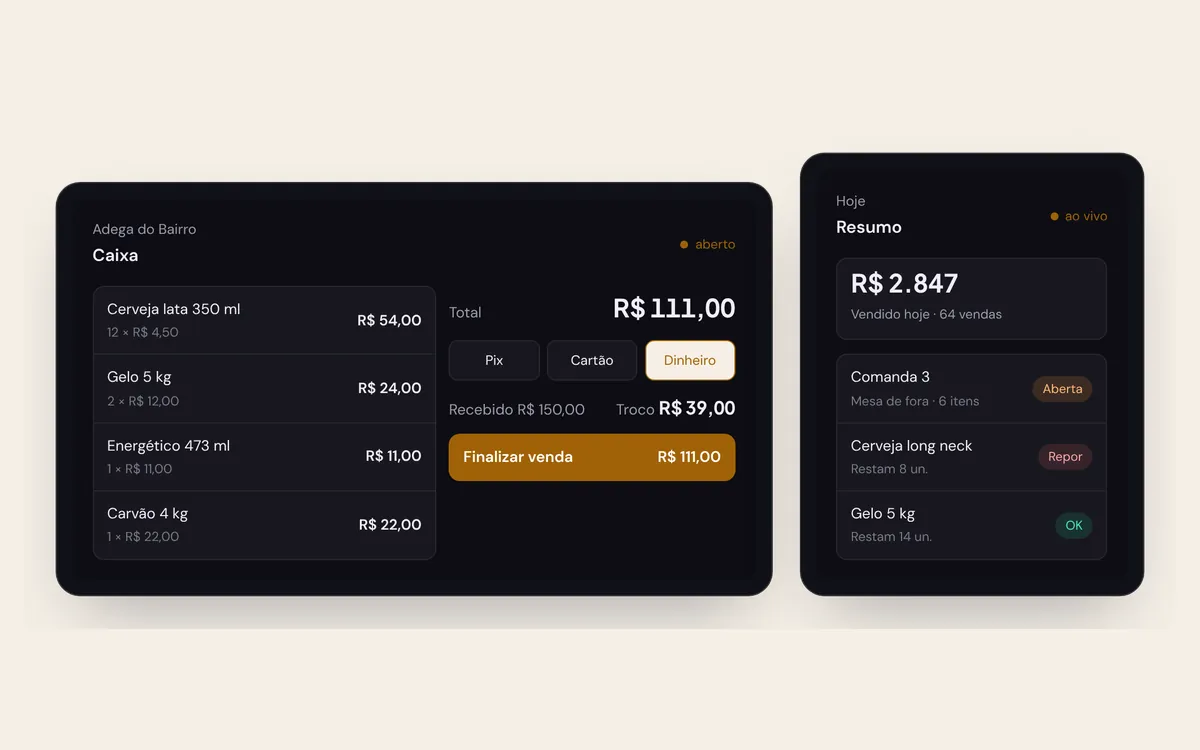 Adega do Bairro
Caixa
aberto
Cerveja lata 350 ml
12 × R$ 4,50
R$ 54,00
Gelo 5 kg
2 × R$ 12,00
R$ 24,00
Energético 473 ml
1 × R$ 11,00
R$ 11,00
Carvão 4 kg
1 × R$ 22,00
R$ 22,00
Total R$ 111,00
Pix Cartão Dinheiro
Recebido R$ 150,00 Troco R$ 39,00
Finalizar venda R$ 111,00
Hoje
Resumo
ao vivo
R$ 2.847
Vendido hoje · 64 vendas
Comanda 3
Mesa de fora · 6 itens
Aberta
Cerveja long neck
Restam 8 un.
Repor
Gelo 5 kg
Restam 14 un.
OK